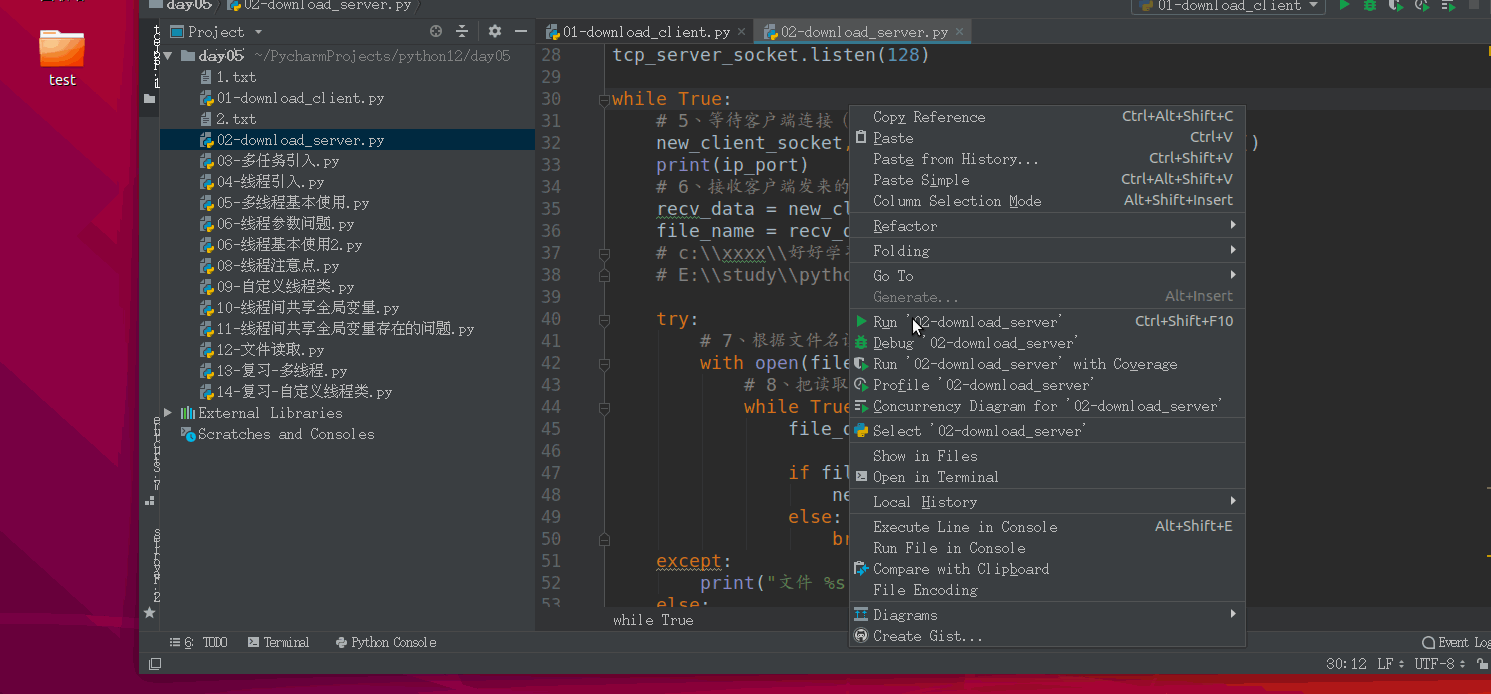 day05 02-download_server.py
01-download_client
test
Project
01-download_client.py
02-download_server.py
day05 ~/PycharmProjects/python12/day05
1.txt
01-download_client.py
2.txt
02-download_server.py
03-多任务引入.py
04-线程引入.py
05-多线程基本使用.py
06-线程参数问题.py
06-线程基本使用2.py
08-线程注意点.py
09-自定义线程类.py
10-线程间共享全局变量.py
11-线程间共享全局变量存在的问题.py
12-文件读取.py
13-复习-多线程.py
14-复习-自定义线程类.py
External Libraries
Scratches and Consoles
28 tcp_server_socket.listen(128)
29
30 while True:
31 # 5、等待客户端连接（
32 new_client_socket, )
33 print(ip_port)
34 # 6、接收客户端发来的
35 recv_data = new_cl
36 file_name = recv_d
37 # c:\\xxxx\\好好学习
38 # E:\\study\\pytho
39
40 try:
41 # 7、根据文件名读
42 with open(file
43 # 8、把读取
44 while True
45 file_d
46
47 if fil
48 ne
49 else:
50 br
51 except:
52 print("文件 %s
53 else:
while True
Copy Reference Ctrl+Alt+Shift+C
Paste Ctrl+V
Paste from History... Ctrl+Shift+V
Paste Simple Ctrl+Alt+Shift+V
Column Selection Mode Alt+Shift+Insert
Refactor
Folding
Go To
Generate... Alt+Insert
Run '02-download_server' Ctrl+Shift+F10
Debug '02-download_server'
Run '02-download_server' with Coverage
Profile '02-download_server'
Concurrency Diagram for '02-download_server'
Select '02-download_server'
Show in Files
Open in Terminal
Local History
Execute Line in Console Alt+Shift+E
Run File in Console
Compare with Clipboard
File Encoding
Diagrams
Create Gist...
6: TODO Terminal Python Console Event Log
30:12 LF UTF-8